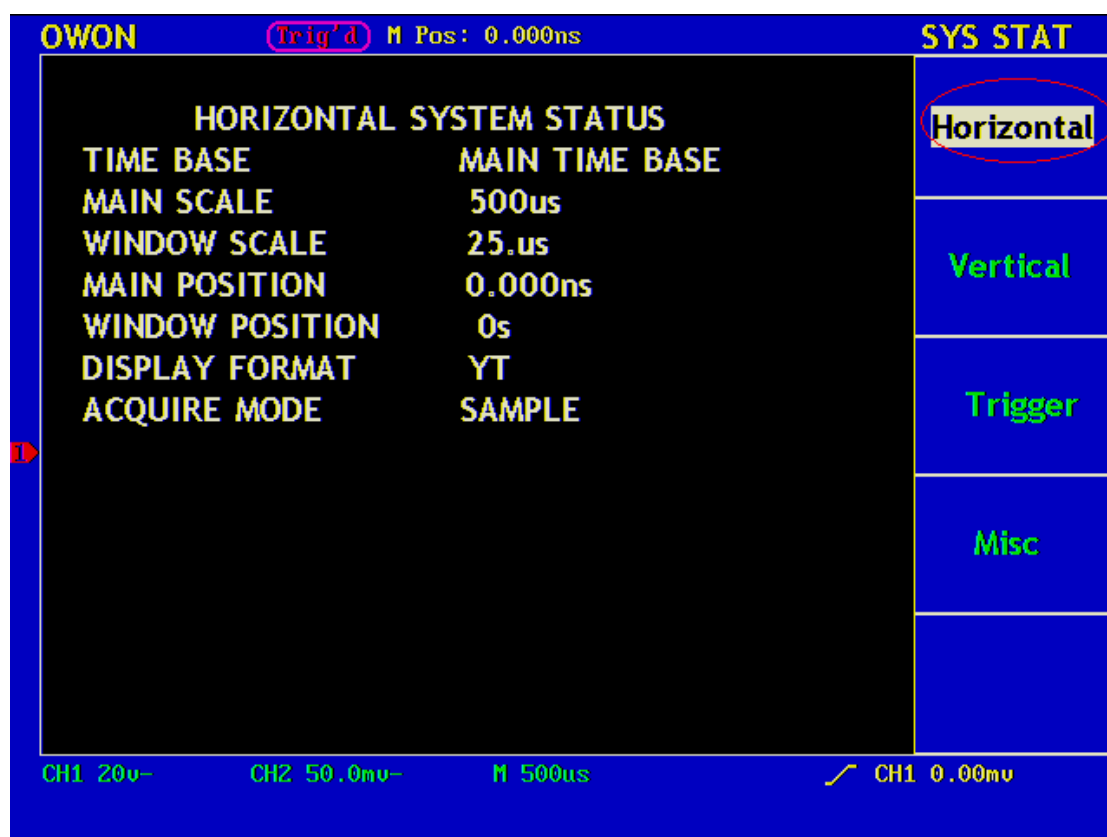 OWON Trig'd M Pos: 0.000ns SYS STAT
HORIZONTAL SYSTEM STATUS
TIME BASE MAIN TIME BASE
MAIN SCALE 500us
WINDOW SCALE 25.us
MAIN POSITION 0.000ns
WINDOW POSITION 0s
DISPLAY FORMAT YT
ACQUIRE MODE SAMPLE
1
Horizontal
Vertical
Trigger
Misc
CH1 20v- CH2 50.0mv- M 500us CH1 0.00mv